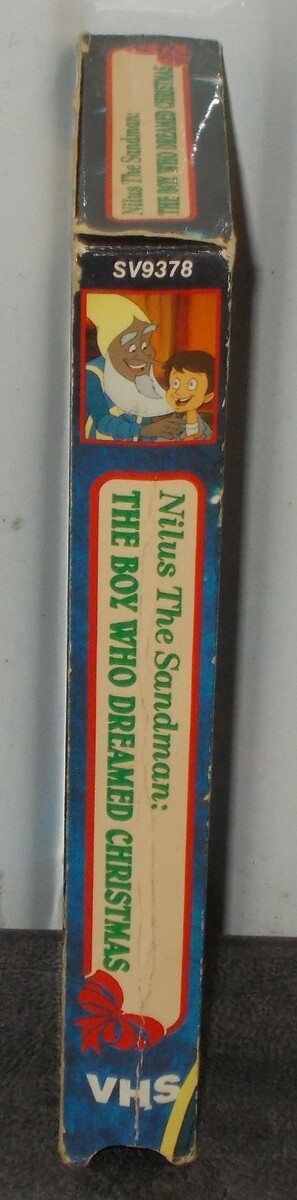 Nilus The Sandman:
THE BOY WHO DREAMED CHRISTMAS
SV9378
Nilus The Sandman:
THE BOY WHO DREAMED CHRISTMAS
VHS